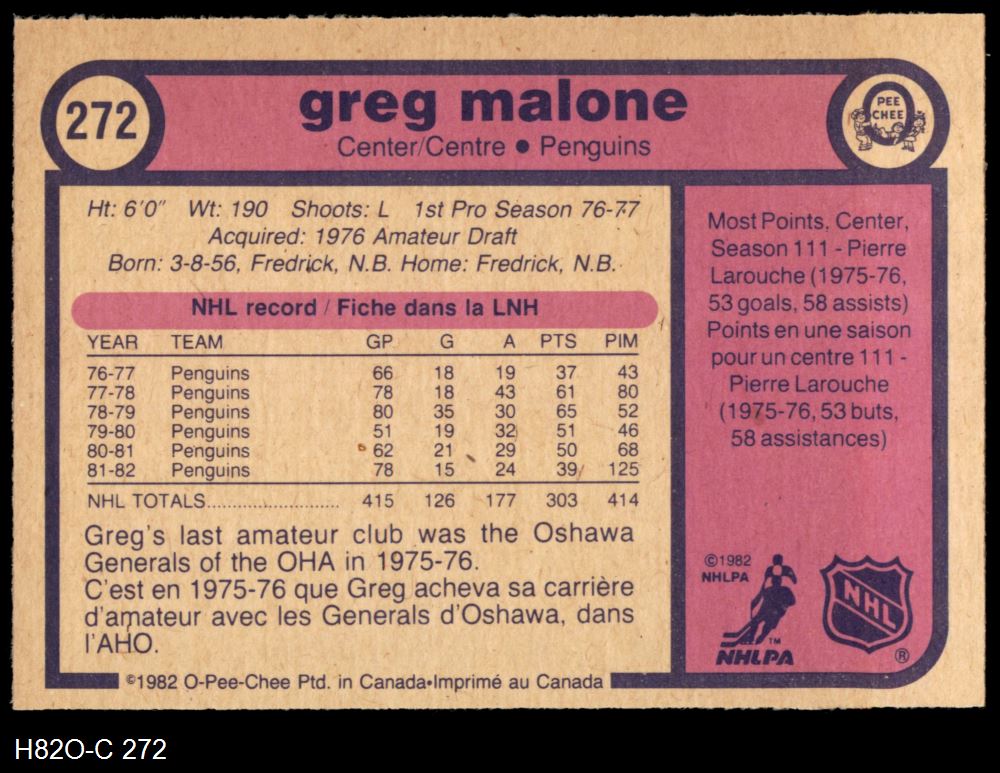 272
greg malone
Center/Centre • Penguins
PEE
CHEE
Ht: 6'0" Wt: 190 Shoots: L 1st Pro Season 76-77
Acquired: 1976 Amateur Draft
Born: 3-8-56, Fredrick, N.B. Home: Fredrick, N.B.
NHL record / Fiche dans la LNH
YEAR TEAM GP G A PTS PIM
76-77 Penguins 66 18 19 37 43
77-78 Penguins 78 18 43 61 80
78-79 Penguins 80 35 30 65 52
79-80 Penguins 51 19 32 51 46
80-81 Penguins 62 21 29 50 68
81-82 Penguins 78 15 24 39 125
NHL TOTALS........................... 415 126 177 303 414
Greg's last amateur club was the Oshawa
Generals of the OHA in 1975-76.
C'est en 1975-76 que Greg acheva sa carrière
d'amateur avec les Generals d'Oshawa, dans
l'AHO.
Most Points, Center,
Season 111 - Pierre
Larouche (1975-76,
53 goals, 58 assists)
Points en une saison
pour un centre 111 -
Pierre Larouche
(1975-76, 53 buts,
58 assistances)
©1982
NHLPA
TM
NHLPA
NHL
®
©1982 O-Pee-Chee Ptd. in Canada•Imprimé au Canada
H82O-C 272